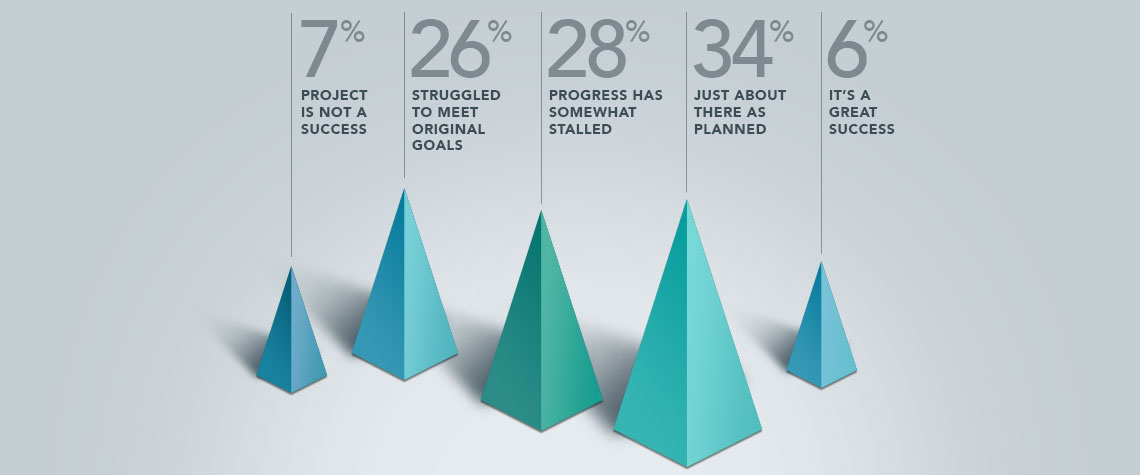 7%
PROJECT
IS NOT A
SUCCESS
26%
STRUGGLED
TO MEET
ORIGINAL
GOALS
28%
PROGRESS HAS
SOMEWHAT
STALLED
34%
JUST ABOUT
THERE AS
PLANNED
6%
IT'S A
GREAT
SUCCESS